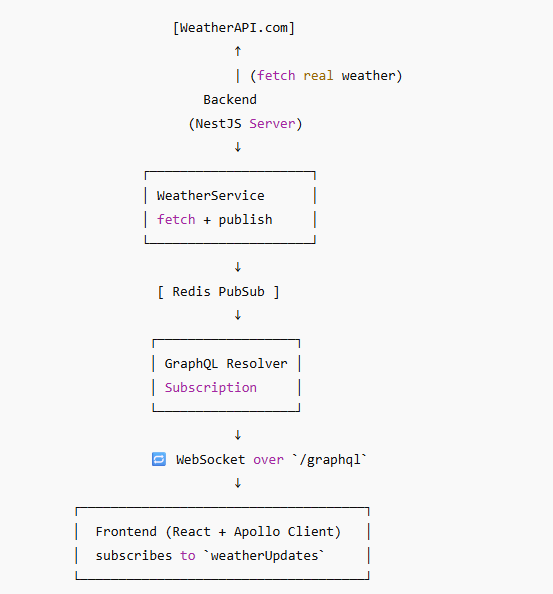 [WeatherAPI.com]
(fetch real weather)
Backend
(NestJS Server)
WeatherService
fetch + publish
[ Redis PubSub ]
GraphQL Resolver
Subscription
WebSocket over `/graphql`
Frontend (React + Apollo Client)
subscribes to `weatherUpdates`